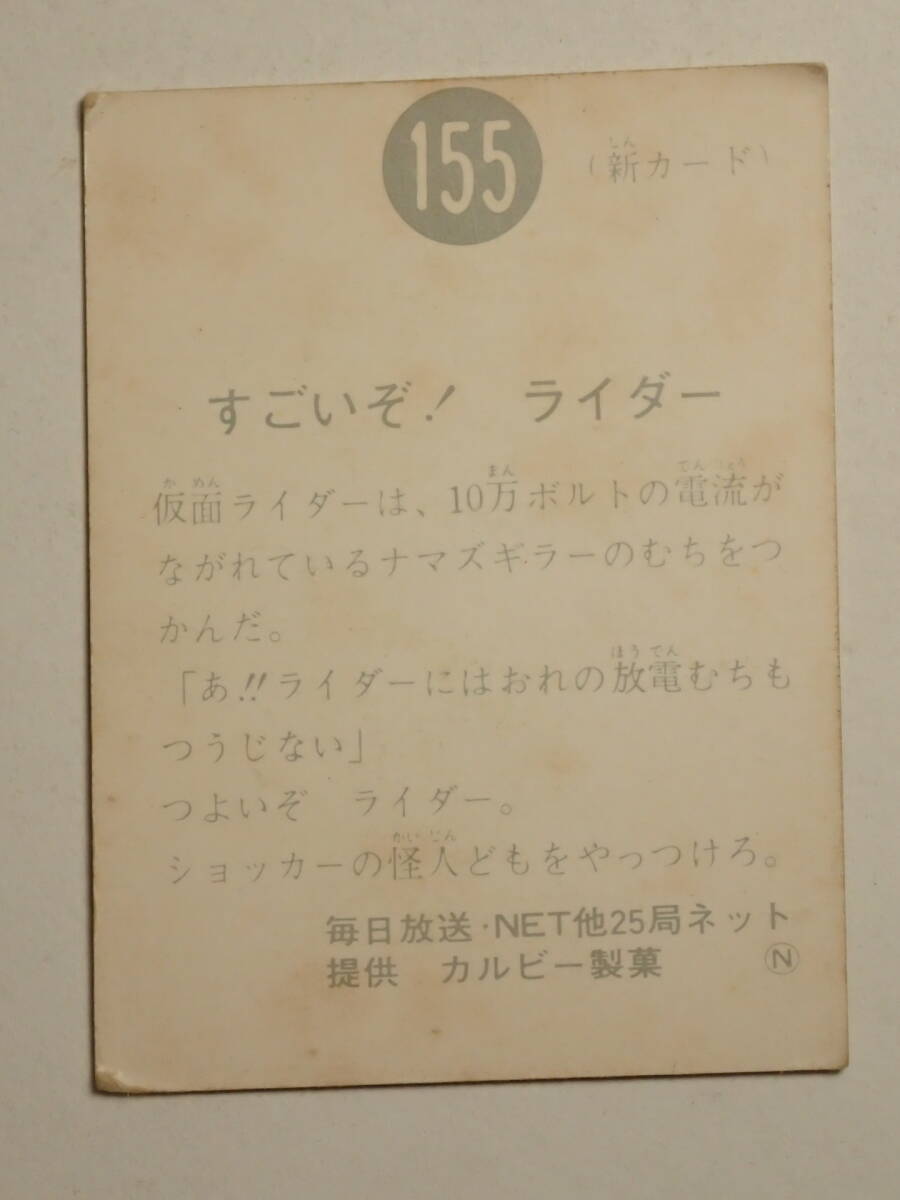 155
(新カード)
すごいぞ! ライダー
仮面ライダーは、10万ボルトの電流が
ながれているナマズギラーのむちをつ
かんだ。
「あ!!ライダーにはおれの放電むちも
つうじない」
つよいぞ ライダー。
ショッカーの怪人どもをやっつけろ。
毎日放送・NET他25局ネット
提供 カルビー製菓 Ⓝ